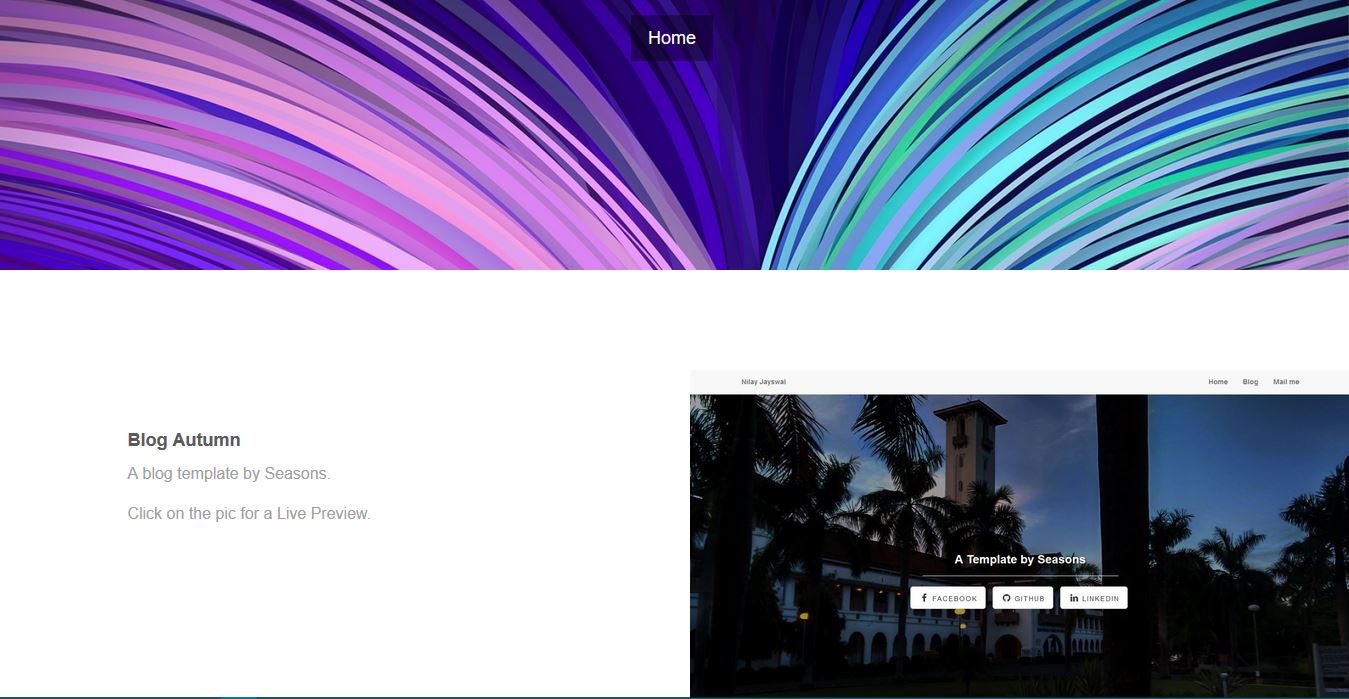 Home
Nilay Jayswal
Home Blog Mail me
Blog Autumn
A blog template by Seasons.
Click on the pic for a Live Preview.
A Template by Seasons
FACEBOOK GITHUB LINKEDIN